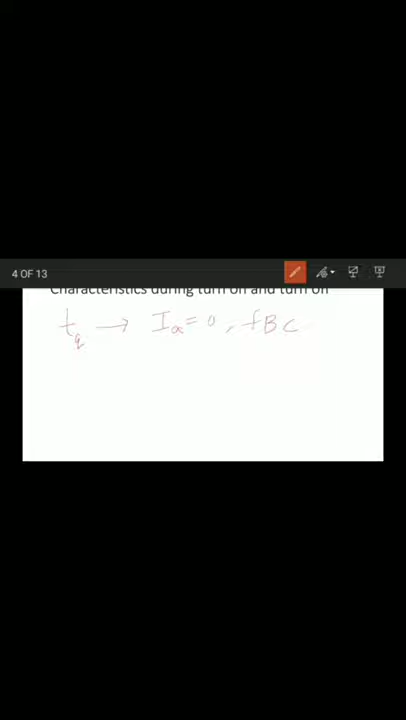 4 OF 13
Characteristics during turn on and turn off
tq → Ia = 0, fBC